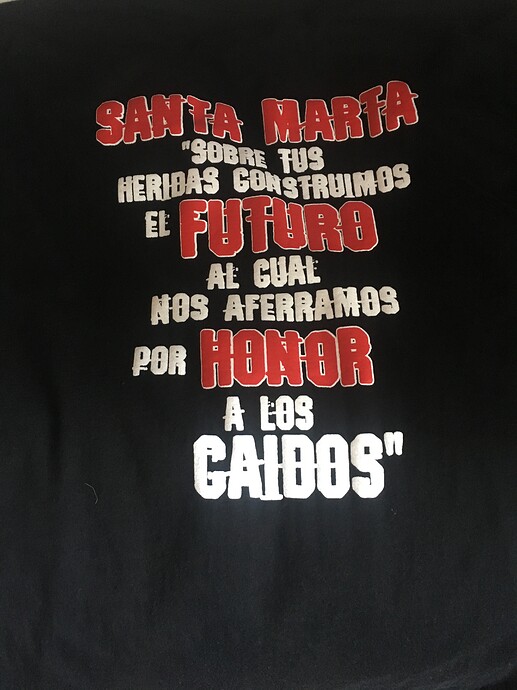 SANTA MARTA
"SOBRE TUS
HERIDAS CONSTRUIMOS
EL FUTURO
AL CUAL
NOS AFERRAMOS
POR HONOR
A LOS
CAIDOS"